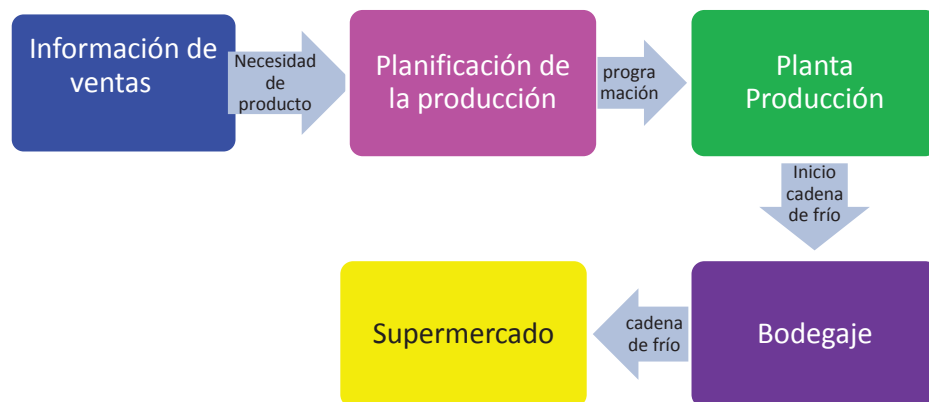 Información de
ventas
Necesidad
de
producto
Planificación de
la producción
progra
mación
Planta
Producción
Inicio
cadena
de frío
Bodegaje
cadena
de frío
Supermercado